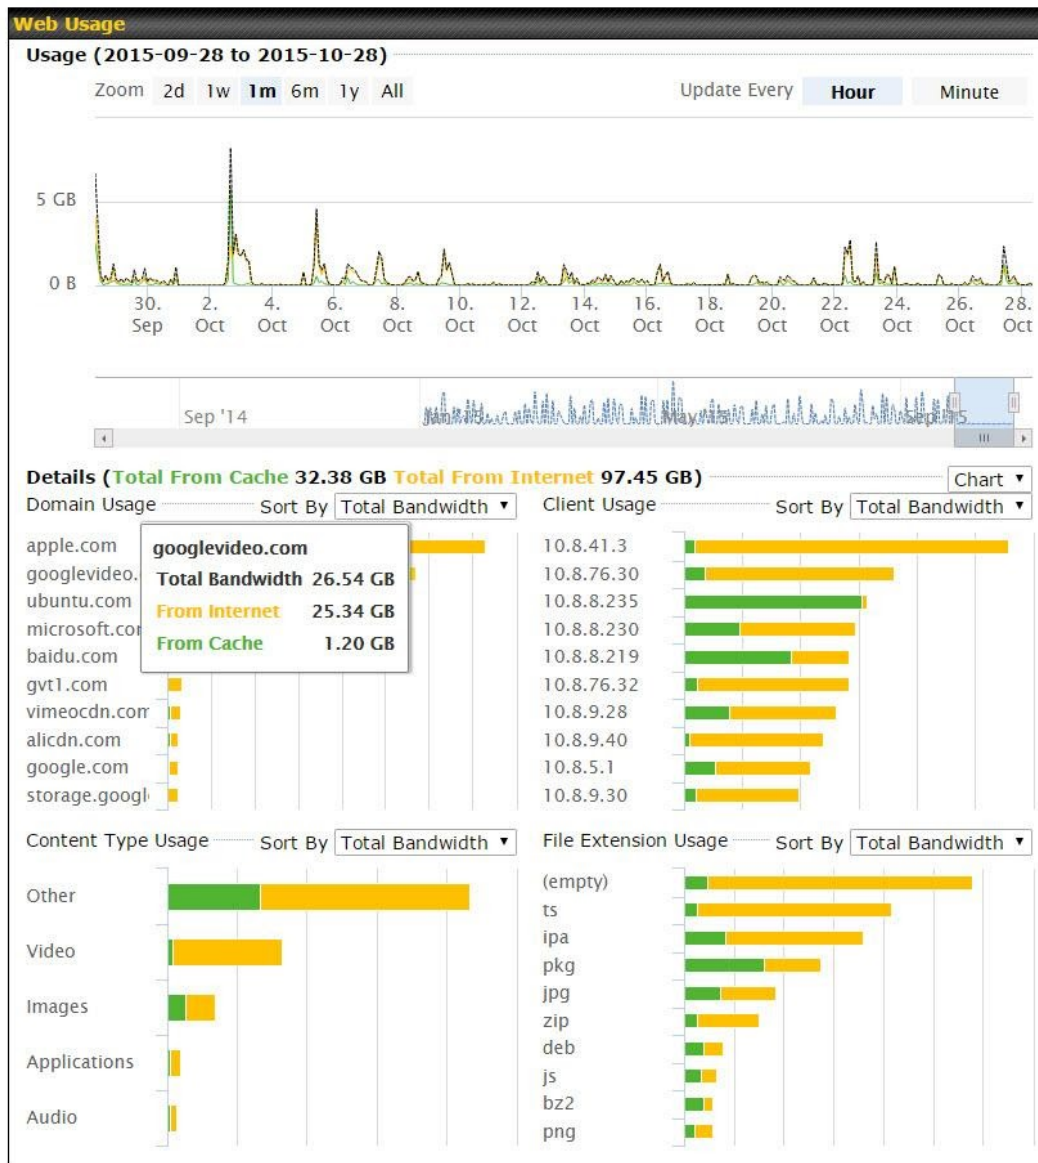 Web Usage
Usage (2015-09-28 to 2015-10-28)
Zoom 2d 1w 1m 6m 1y All Update Every Hour Minute
5 GB
0 B
30. 2. 4. 6. 8. 10. 12. 14. 16. 18. 20. 22. 24. 26. 28.
Sep Oct Oct Oct Oct Oct Oct Oct Oct Oct Oct Oct Oct Oct Oct
Sep '14 Jan '15 May '15 Sep '15
Details (Total From Cache 32.38 GB Total From Internet 97.45 GB) Chart
Domain Usage Sort By Total Bandwidth
apple.com
googlevideo.
ubuntu.com
microsoft.cor
baidu.com
gvt1.com
vimeocdn.com
alicdn.com
google.com
storage.googl
googlevideo.com
Total Bandwidth 26.54 GB
From Internet 25.34 GB
From Cache 1.20 GB
Client Usage Sort By Total Bandwidth
10.8.41.3
10.8.76.30
10.8.8.235
10.8.8.230
10.8.8.219
10.8.76.32
10.8.9.28
10.8.9.40
10.8.5.1
10.8.9.30
Content Type Usage Sort By Total Bandwidth
Other
Video
Images
Applications
Audio
File Extension Usage Sort By Total Bandwidth
(empty)
ts
ipa
pkg
jpg
zip
deb
js
bz2
png